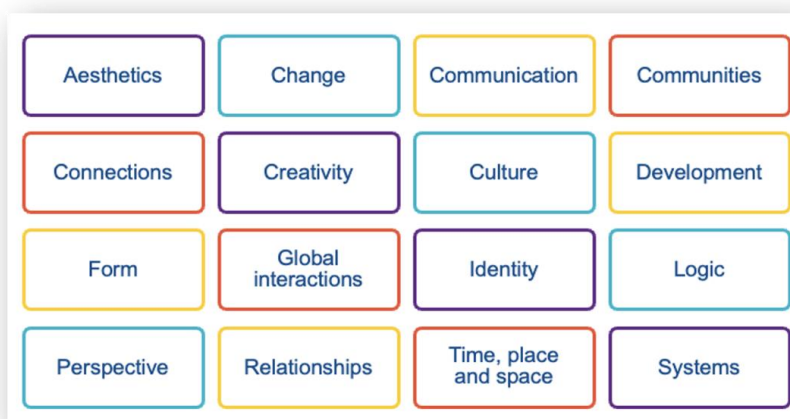 Aesthetics
Change
Communication
Communities
Connections
Creativity
Culture
Development
Form
Global
interactions
Identity
Logic
Perspective
Relationships
Time, place
and space
Systems